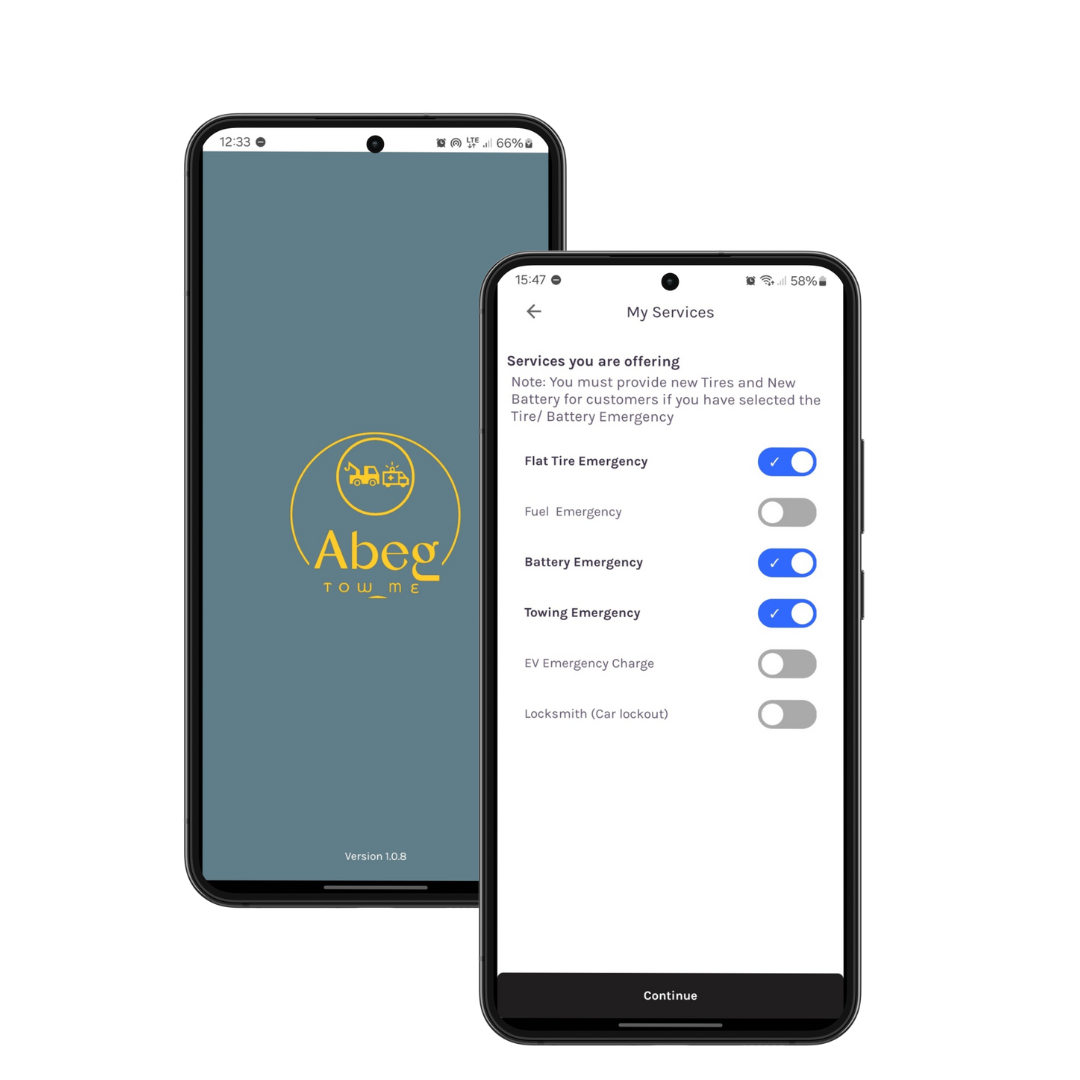 12:33
LTE
66%
Abeg
TOW ME
Version 1.0.8
15:47
58%
My Services
Services you are offering
Note: You must provide new Tires and New
Battery for customers if you have selected the
Tire/ Battery Emergency
Flat Tire Emergency
Fuel Emergency
Battery Emergency
Towing Emergency
EV Emergency Charge
Locksmith (Car lockout)
Continue